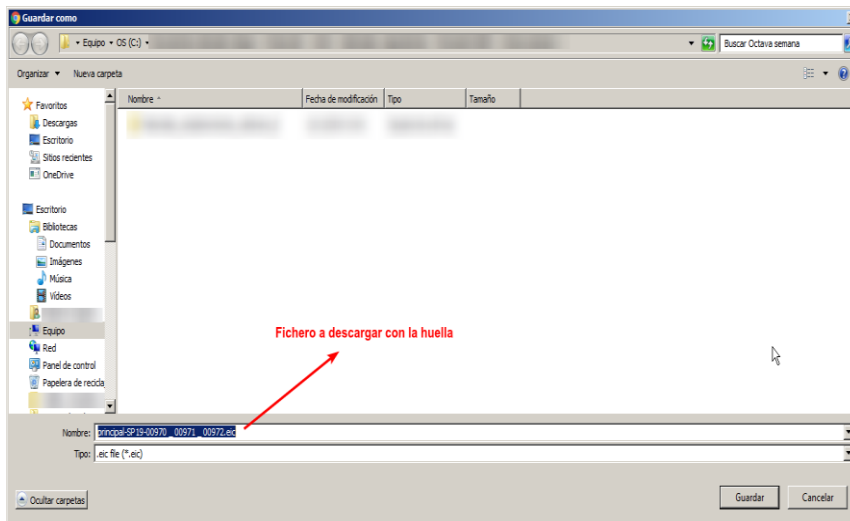 Guardar como
Equipo OS (C:)
Buscar Octava semana
Organizar Nueva carpeta
Nombre Fecha de modificación Tipo Tamaño
Favoritos
Descargas
Escritorio
Sitios recientes
OneDrive
Escritorio
Bibliotecas
Documentos
Imágenes
Música
Vídeos
Equipo
Red
Panel de control
Papelera de recicla
Fichero a descargar con la huella
Nombre: principal-SP19-00970 _00971 _00972.eic
Tipo: .eic file (*.eic)
Ocultar carpetas
Guardar Cancelar